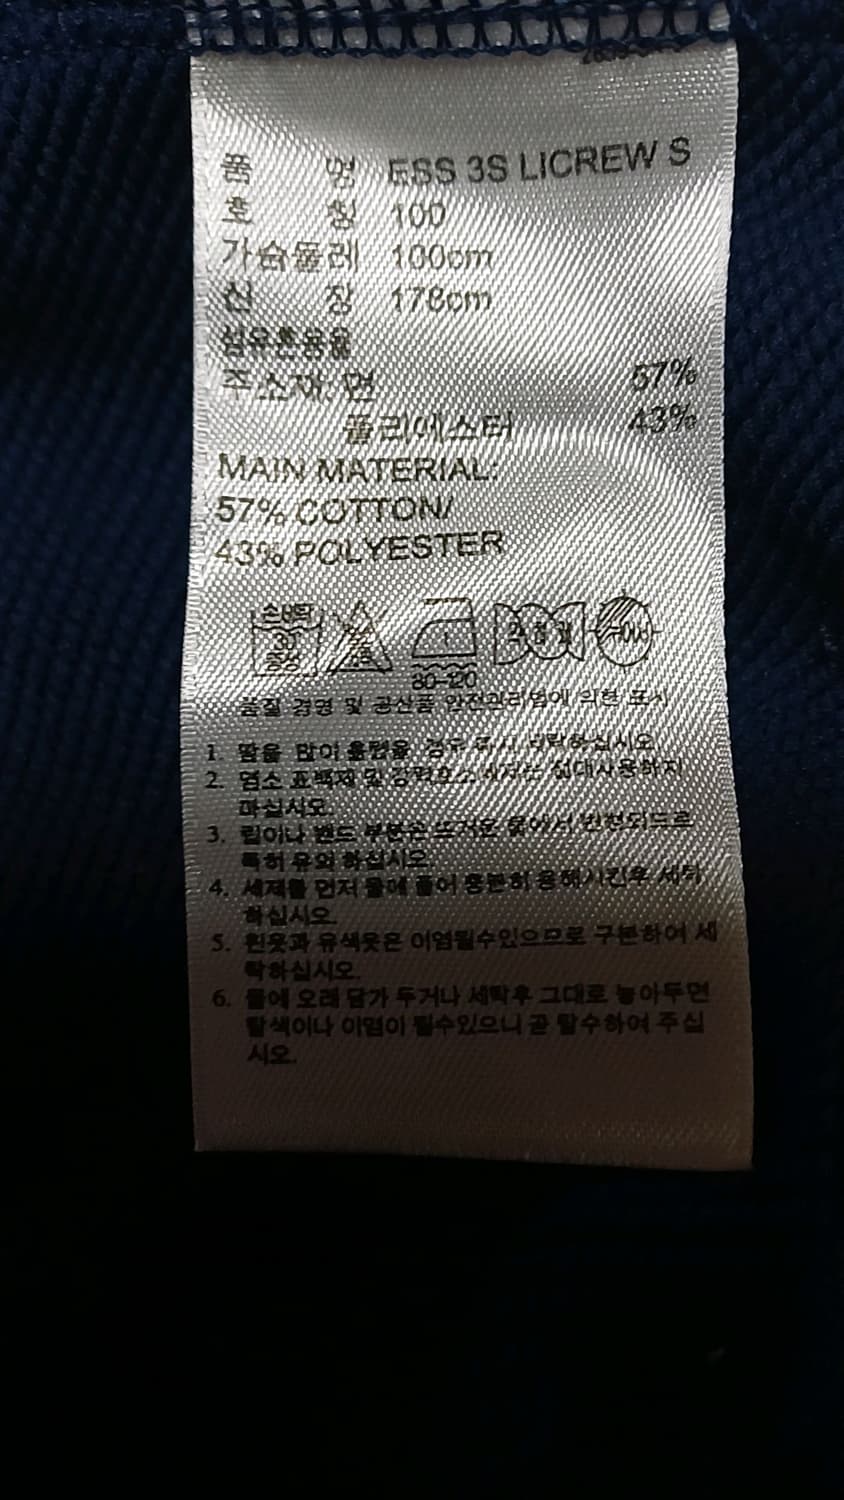 품 명 ESS 3S LICREW S
호 칭 100
가슴둘레 100cm
신 장 178cm
섬유혼용율
주소재: 면 57%
폴리에스터 43%
MAIN MATERIAL:
57% COTTON/
43% POLYESTER
손세탁
80-120
품질 경영 및 공산품 안전관리법에 의한 표시
1. 땀을 많이 흘렸을 경우 즉시 세탁하십시오.
2. 염소 표백제 및 강력효소세제는 절대사용하지
마십시오.
3. 립이나 밴드 부분은 뜨거운 물에서 변형되므로
특히 유의 하십시오.
4. 세제를 먼저 물에 풀어 충분히 용해시킨후 세탁
하십시오.
5. 흰옷과 유색옷은 이염될수있으므로 구분하여 세
탁하십시오.
6. 물에 오래 담가 두거나 세탁후 그대로 놓아두면
탈색이나 이염이 될수있으니 곧 탈수하여 주십
시오.